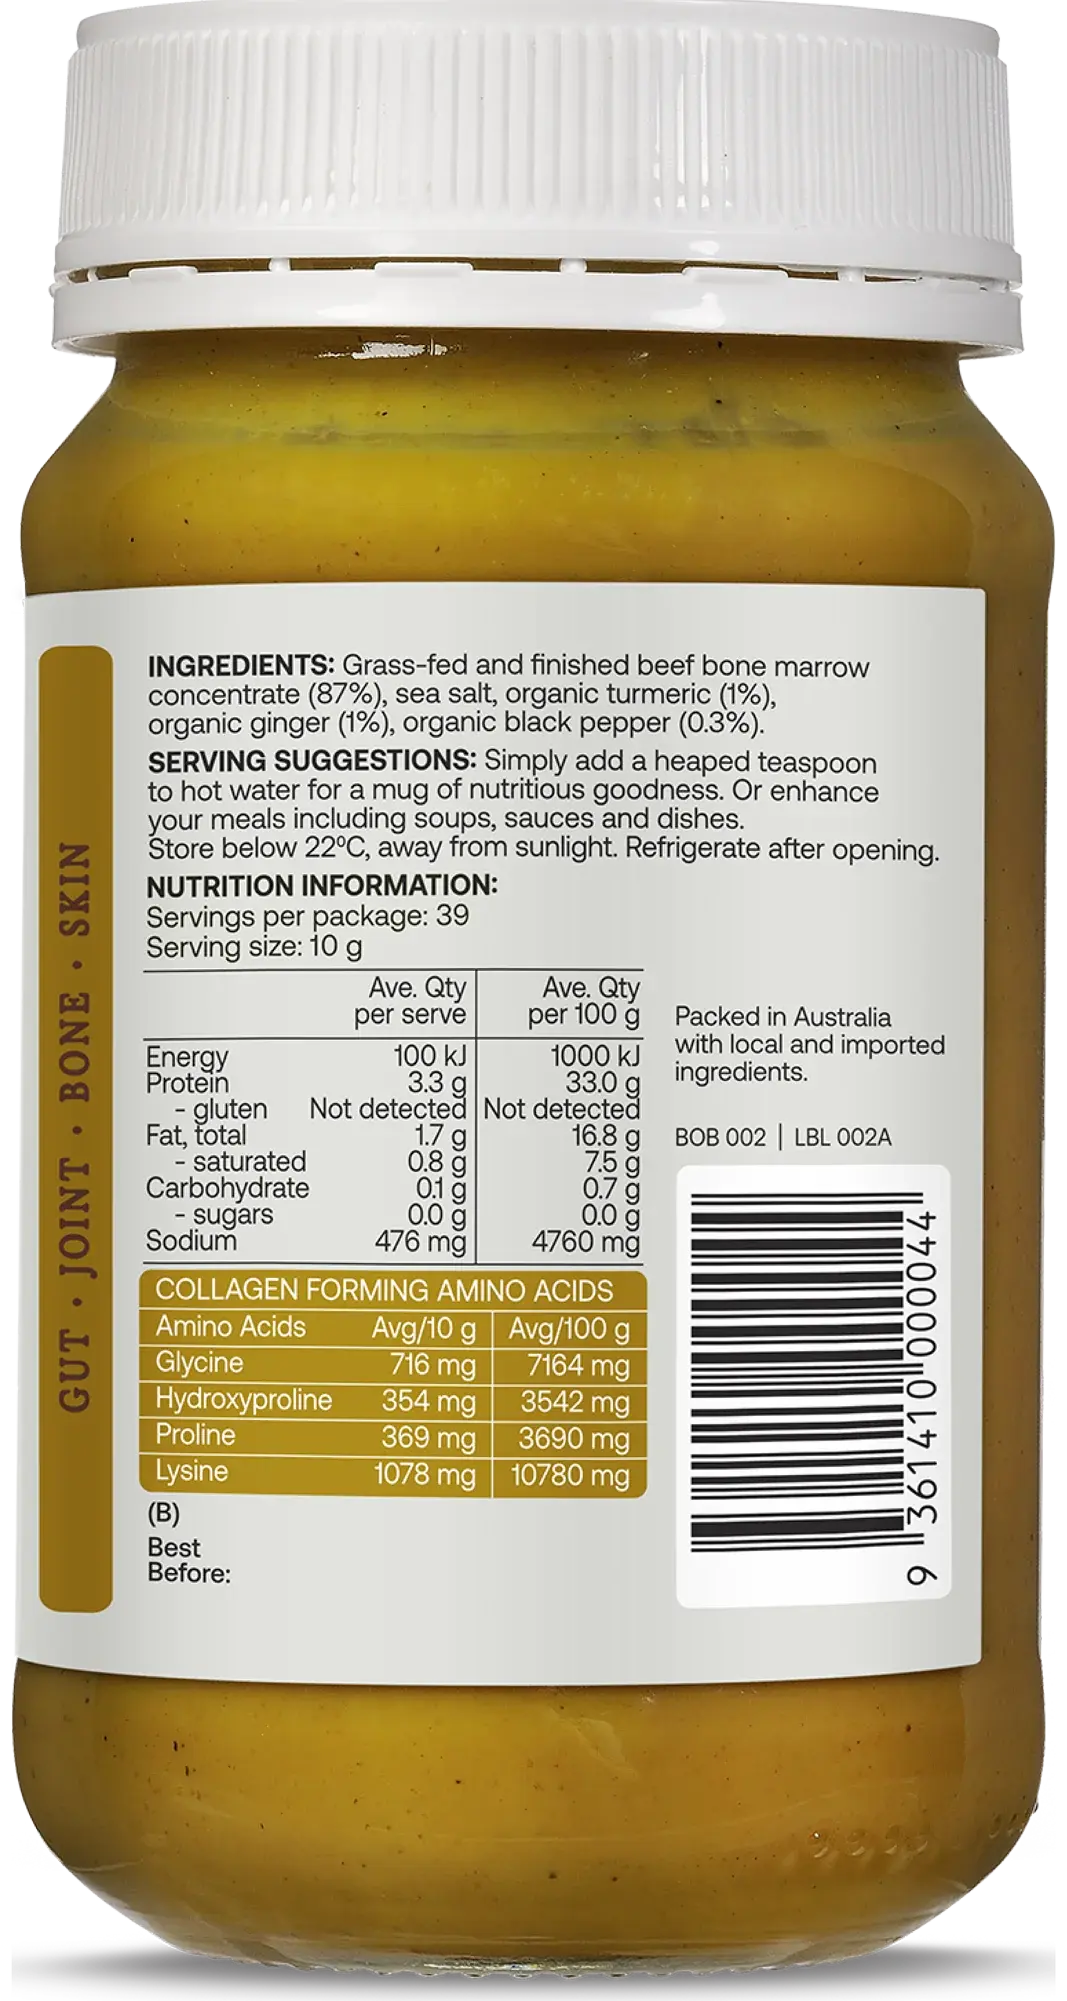 INGREDIENTS: Grass-fed and finished beef bone marrow
concentrate (87%), sea salt, organic turmeric (1%),
organic ginger (1%), organic black pepper (0.3%).
SERVING SUGGESTIONS: Simply add a heaped teaspoon
to hot water for a mug of nutritious goodness. Or enhance
your meals including soups, sauces and dishes.
Store below 22ºC, away from sunlight. Refrigerate after opening.
NUTRITION INFORMATION:
Servings per package: 39
Serving size: 10 g
Ave. Qty Ave. Qty
per serve per 100 g
Energy 100 kJ 1000 kJ
Protein 3.3 g 33.0 g
- gluten Not detected Not detected
Fat, total 1.7 g 16.8 g
- saturated 0.8 g 7.5 g
Carbohydrate 0.1 g 0.7 g
- sugars 0.0 g 0.0 g
Sodium 476 mg 4760 mg
COLLAGEN FORMING AMINO ACIDS
Amino Acids Avg/10 g Avg/100 g
Glycine 716 mg 7164 mg
Hydroxyproline 354 mg 3542 mg
Proline 369 mg 3690 mg
Lysine 1078 mg 10780 mg
(B)
Best
Before:
Packed in Australia
with local and imported
ingredients.
BOB 002 | LBL 002A
9 361410 000044
GUT • JOINT • BONE • SKIN